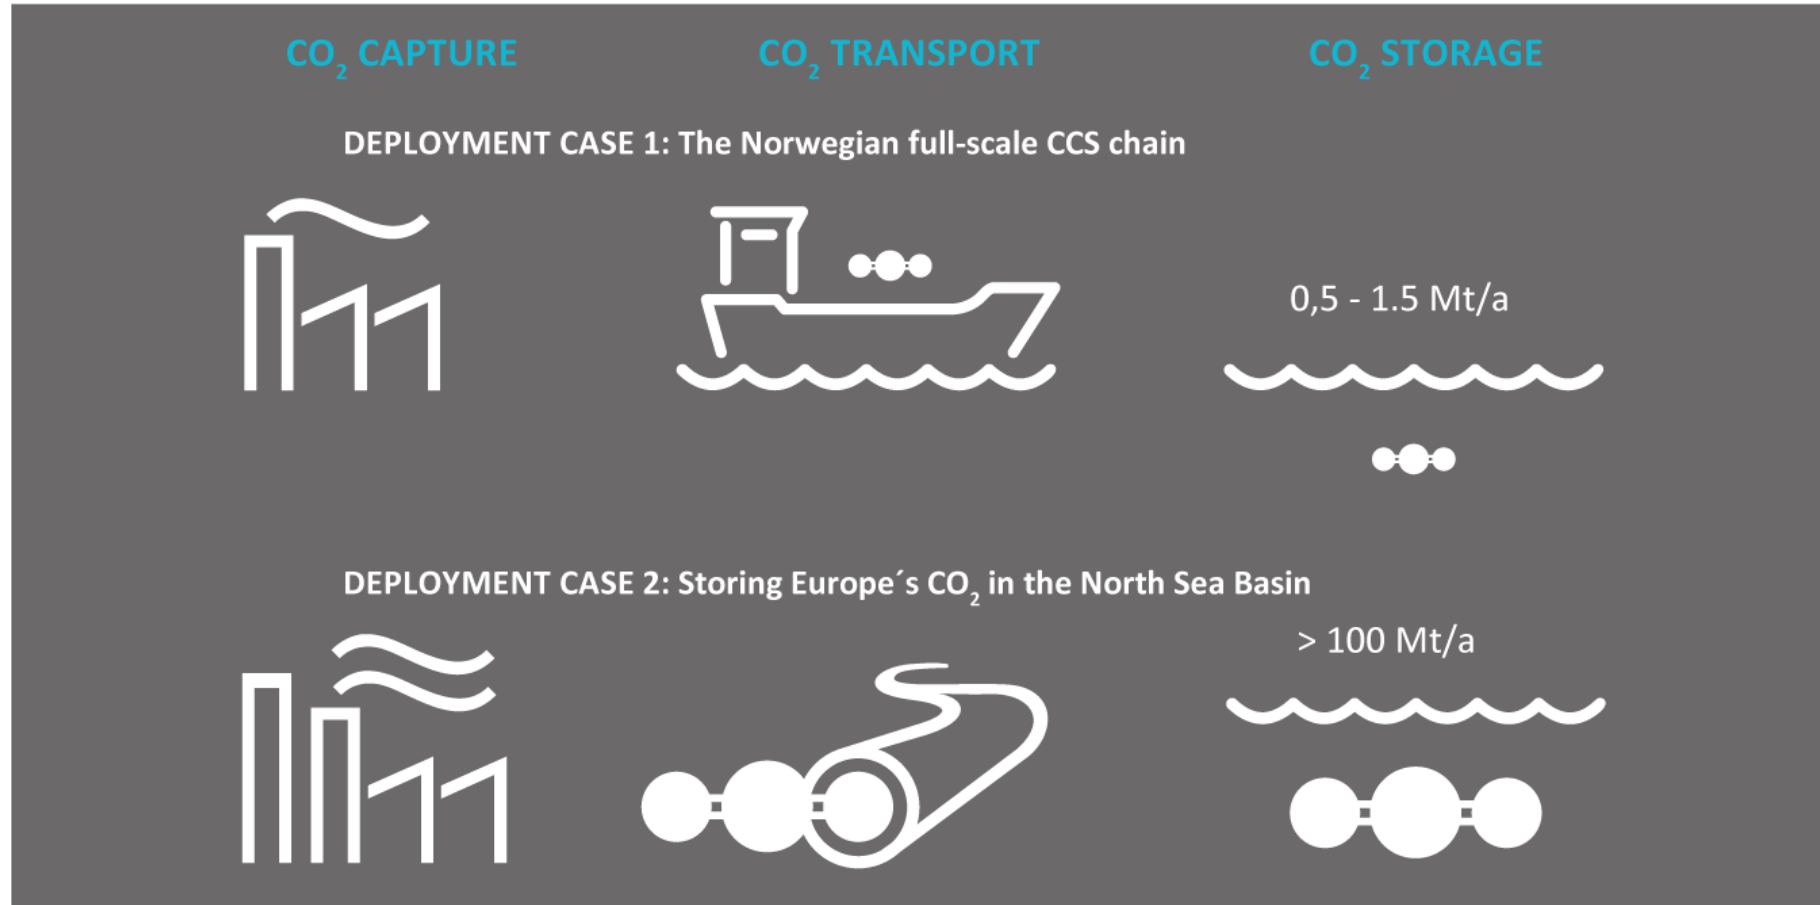 CO₂ CAPTURE
CO₂ TRANSPORT
CO₂ STORAGE
DEPLOYMENT CASE 1: The Norwegian full-scale CCS chain
0,5 - 1.5 Mt/a
DEPLOYMENT CASE 2: Storing Europe´s CO₂ in the North Sea Basin
> 100 Mt/a